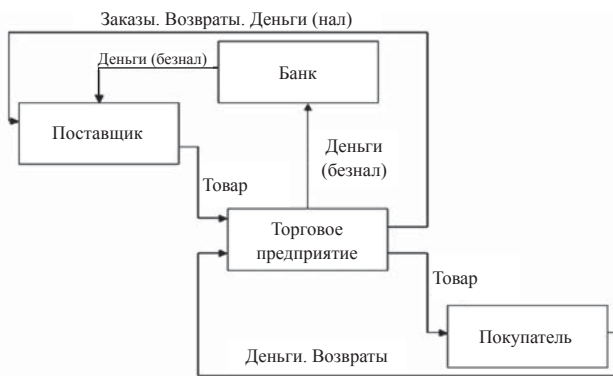 Заказы. Возвраты. Деньги (нал)
Деньги (безнал)
Банк
Поставщик
Деньги
(безнал)
Товар
Торговое
предприятие
Товар
Покупатель
Деньги. Возвраты